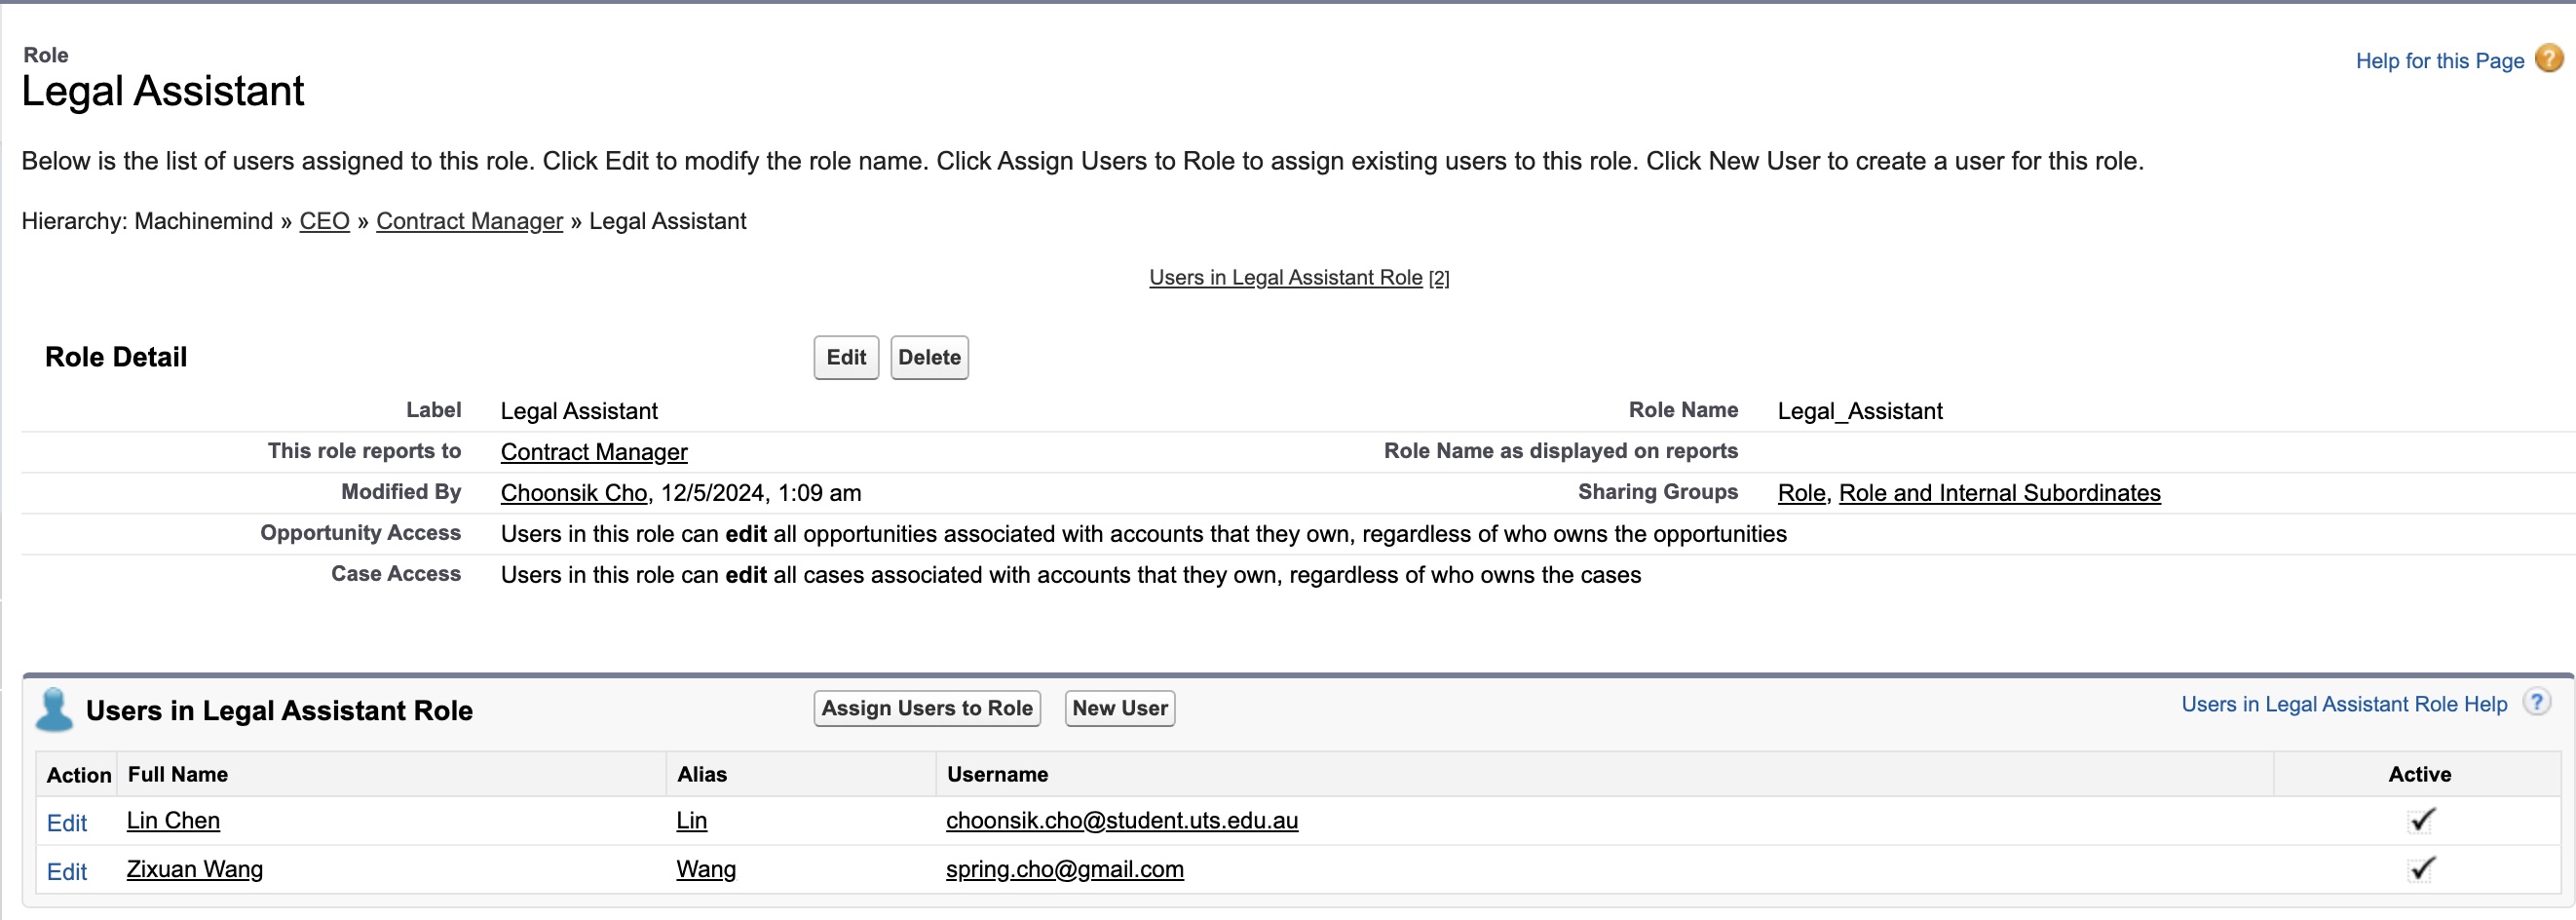 Role
Legal Assistant
Help for this Page ?
Below is the list of users assigned to this role. Click Edit to modify the role name. Click Assign Users to Role to assign existing users to this role. Click New User to create a user for this role.
Hierarchy: Machinemind » CEO » Contract Manager » Legal Assistant
Users in Legal Assistant Role [2]
Role Detail Edit Delete
Label Legal Assistant Role Name Legal_Assistant
This role reports to Contract Manager Role Name as displayed on reports
Modified By Choonsik Cho, 12/5/2024, 1:09 am Sharing Groups Role, Role and Internal Subordinates
Opportunity Access Users in this role can edit all opportunities associated with accounts that they own, regardless of who owns the opportunities
Case Access Users in this role can edit all cases associated with accounts that they own, regardless of who owns the cases
Users in Legal Assistant Role Assign Users to Role New User Users in Legal Assistant Role Help ?
Action Full Name Alias Username Active
Edit Lin Chen Lin choonsik.cho@student.uts.edu.au
Edit Zixuan Wang Wang spring.cho@gmail.com